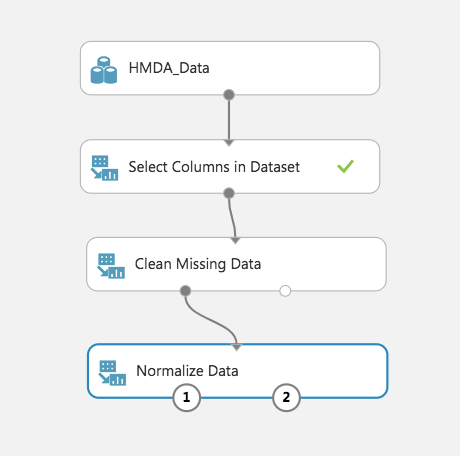 HMDA_Data
Select Columns in Dataset
Clean Missing Data
Normalize Data
1 2